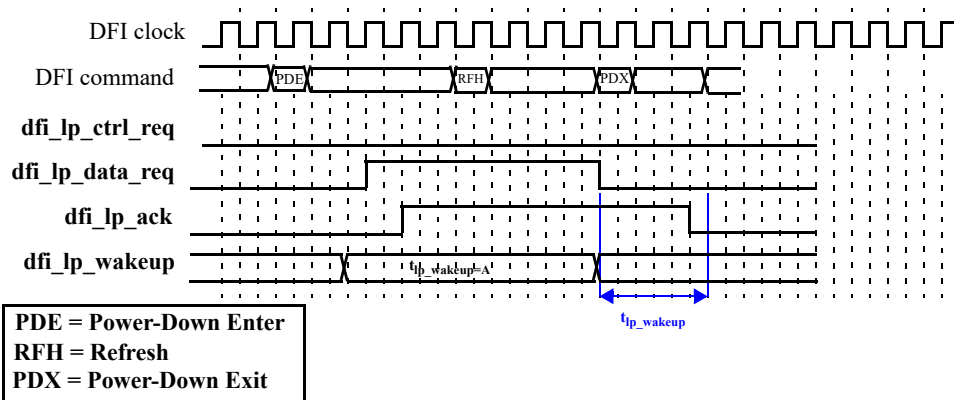 DFI clock
DFI command
PDE
RFH
PDX
dfi_lp_ctrl_req
dfi_lp_data_req
dfi_lp_ack
dfi_lp_wakeup
tlp_wakeup=A
tlp_wakeup
PDE = Power-Down Enter
RFH = Refresh
PDX = Power-Down Exit